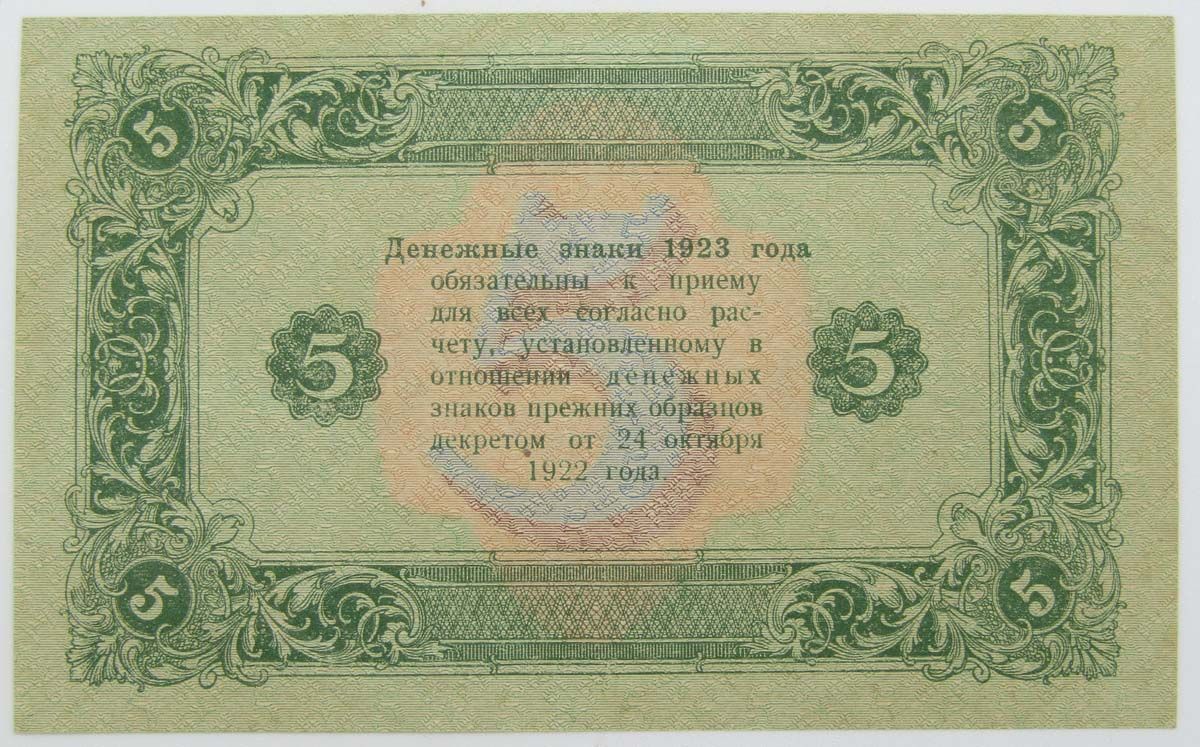 5 5
Денежные знаки 1923 года
обязательны к приему
для всех согласно рас-
чету, установленному в
отношении денежных
знаков прежних образцов
декретом от 24 октября
1922 года.
5 5
5
5 5